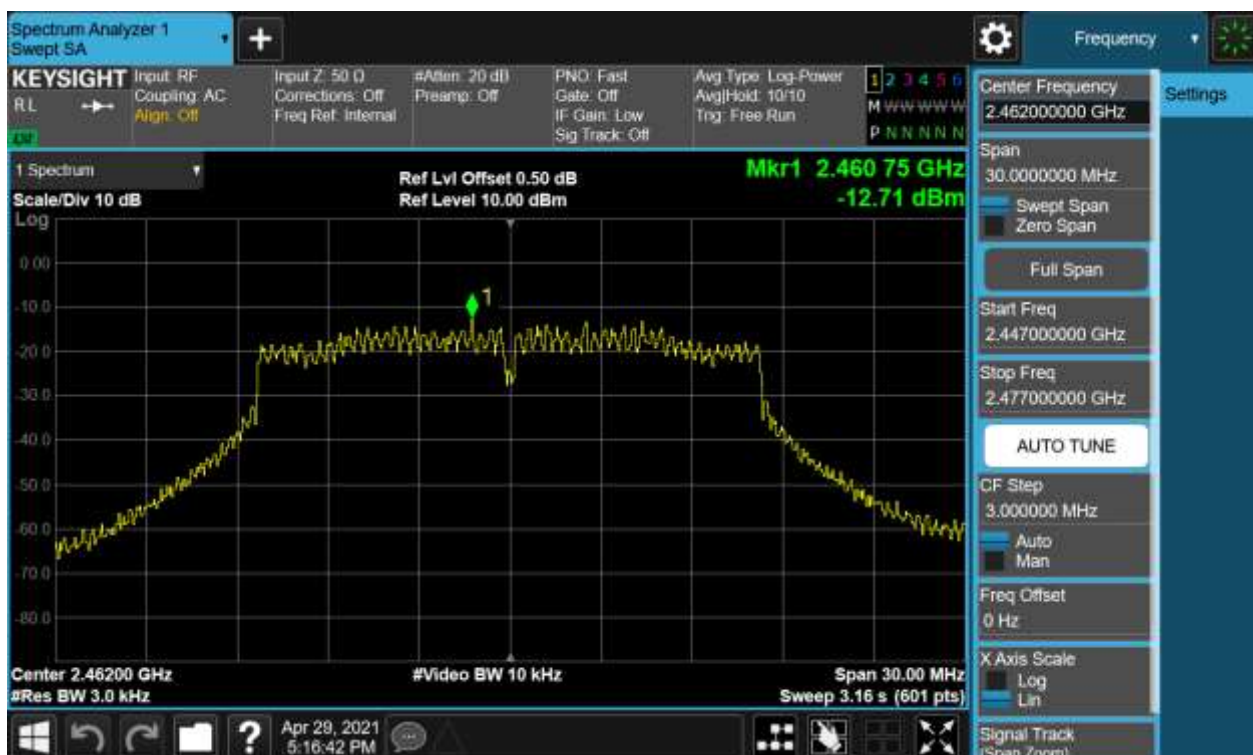 Spectrum Analyzer 1
Swept SA
+
Frequency
KEYSIGHT
RL
Input: RF
Coupling: AC
Align: Off
Input Z: 50 Ω
Corrections: Off
Freq Ref: Internal
#Atten: 20 dB
Preamp: Off
PNO: Fast
Gate: Off
IF Gain: Low
Sig Track: Off
Avg Type: Log-Power
Avg|Hold: 10/10
Trig: Free Run
1 2 3 4 5 6
M W W W W W
P N N N N N
1 Spectrum
Scale/Div 10 dB
Ref Lvl Offset 0.50 dB
Ref Level 10.00 dBm
Mkr1 2.460 75 GHz
-12.71 dBm
Log
0.00
-10.0
-20.0
-30.0
-40.0
-50.0
-60.0
-70.0
-80.0
1
Center 2.46200 GHz
#Res BW 3.0 kHz
#Video BW 10 kHz
Span 30.00 MHz
Sweep 3.16 s (601 pts)
Center Frequency
2.462000000 GHz
Settings
Span
30.0000000 MHz
Swept Span
Zero Span
Full Span
Start Freq
2.447000000 GHz
Stop Freq
2.477000000 GHz
AUTO TUNE
CF Step
3.000000 MHz
Auto
Man
Freq Offset
0 Hz
X Axis Scale
Log
Lin
Signal Track
(Span Zoom)
?
Apr 29, 2021
5:16:42 PM